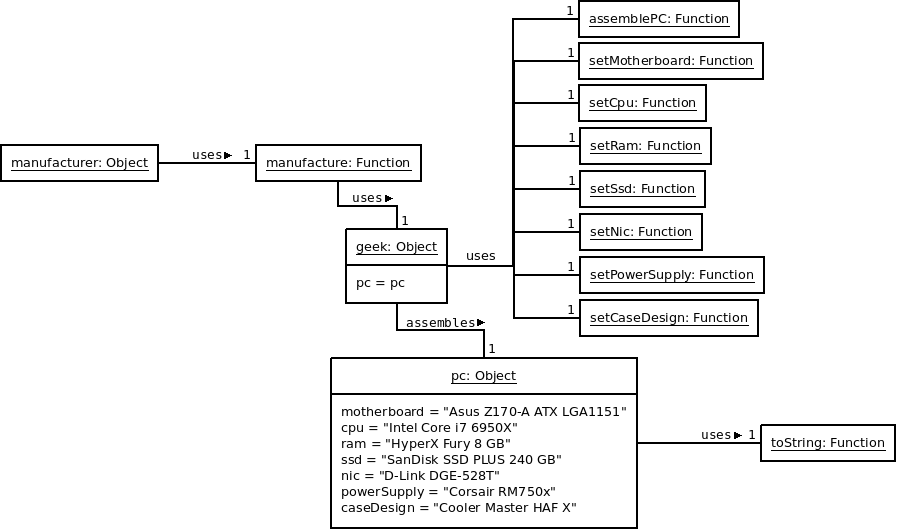 1
assemblePC: Function
1
setMotherboard: Function
1
setCpu: Function
1
setRam: Function
manufacturer: Object
uses
1
manufacture: Function
1
setSsd: Function
uses
1
1
setNic: Function
geek: Object
uses
1
setPowerSupply: Function
pc = pc
1
setCaseDesign: Function
assembles
1
pc: Object
motherboard = "Asus Z170-A ATX LGA1151"
cpu = "Intel Core i7 6950X"
ram = "HyperX Fury 8 GB"
ssd = "SanDisk SSD PLUS 240 GB"
nic = "D-Link DGE-528T"
powerSupply = "Corsair RM750x"
caseDesign = "Cooler Master HAF X"
uses
1
toString: Function